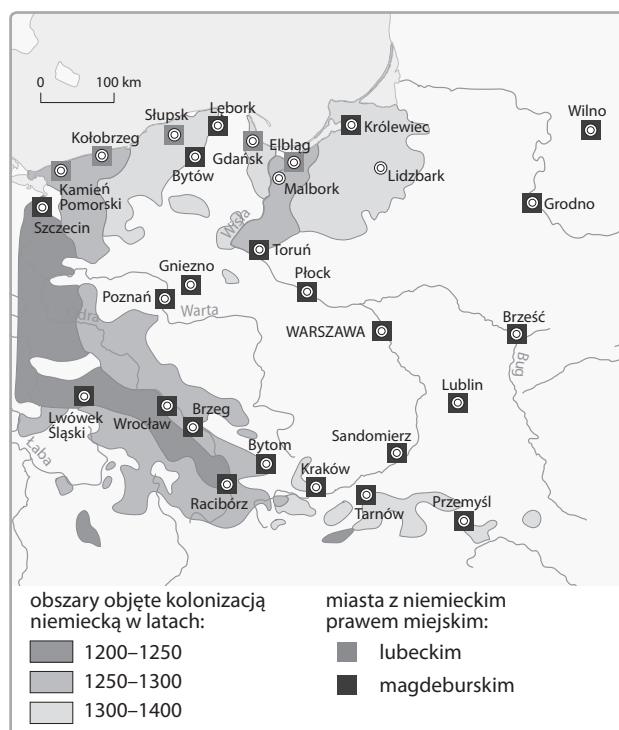 0 100 km
Lębork
Słupsk
Wilno
Kołobrzeg
Królewiec
Elbląg
Gdańsk
Bytów
Lidzbark
Malbork
Kamień
Pomorski
Grodno
Szczecin
Wisła
Toruń
Gniezno
Płock
Poznań
Warta
Odra
Brześć
WARSZAWA
Bug
Lublin
Brzeg
Lwówek
Śląski
Wrocław
Sandomierz
Łaba
Bytom
Kraków
Racibórz
Tarnów
Przemyśl
obszary objęte kolonizacją
niemiecką w latach:
1200–1250
1250–1300
1300–1400
miasta z niemieckim
prawem miejskim:
lubeckim
magdeburskim